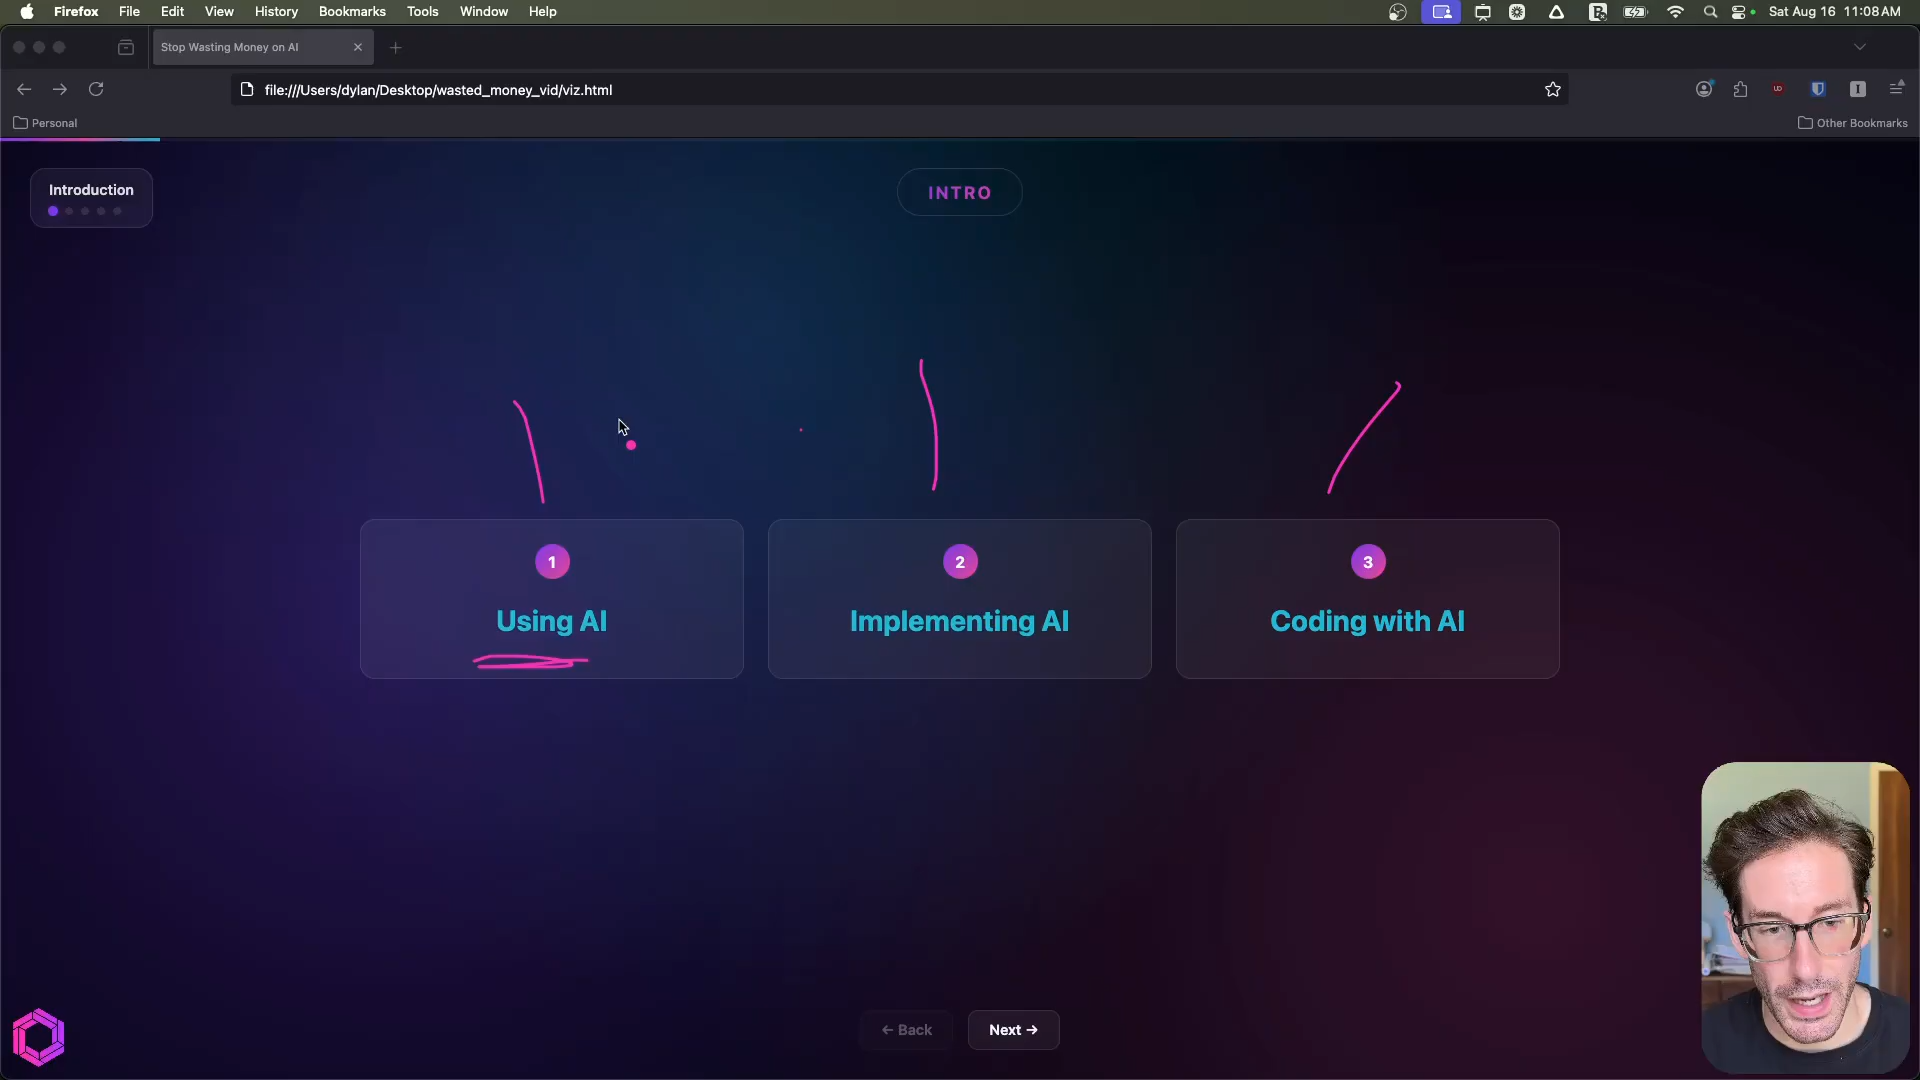 Firefox File Edit View History Bookmarks Tools Window Help Sat Aug 16 11:08 AM
Stop Wasting Money on AI
file:///Users/dylan/Desktop/wasted_money_vid/viz.html
Personal Other Bookmarks
Introduction
INTRO
1
Using AI
2
Implementing AI
3
Coding with AI
← Back Next →